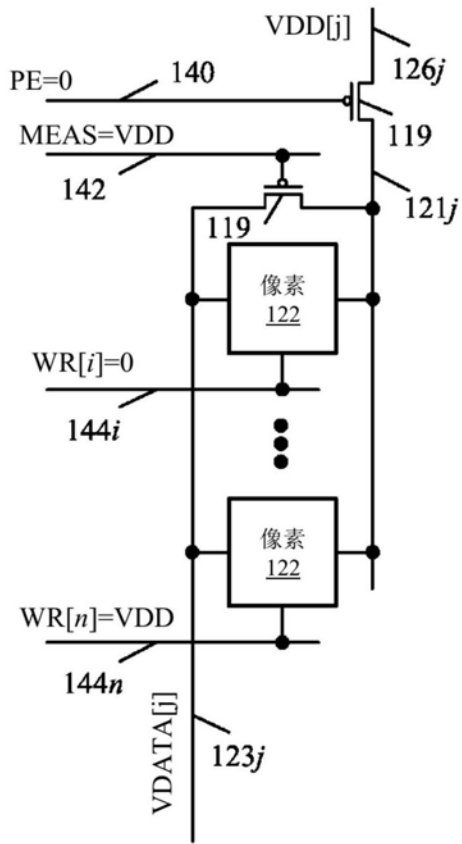 VDD[j]
126j
PE=0
140
119
MEAS=VDD
142
119
121j
像素
122
WR[i]=0
144i
像素
122
WR[n]=VDD
144n
VDATA[j]
123j